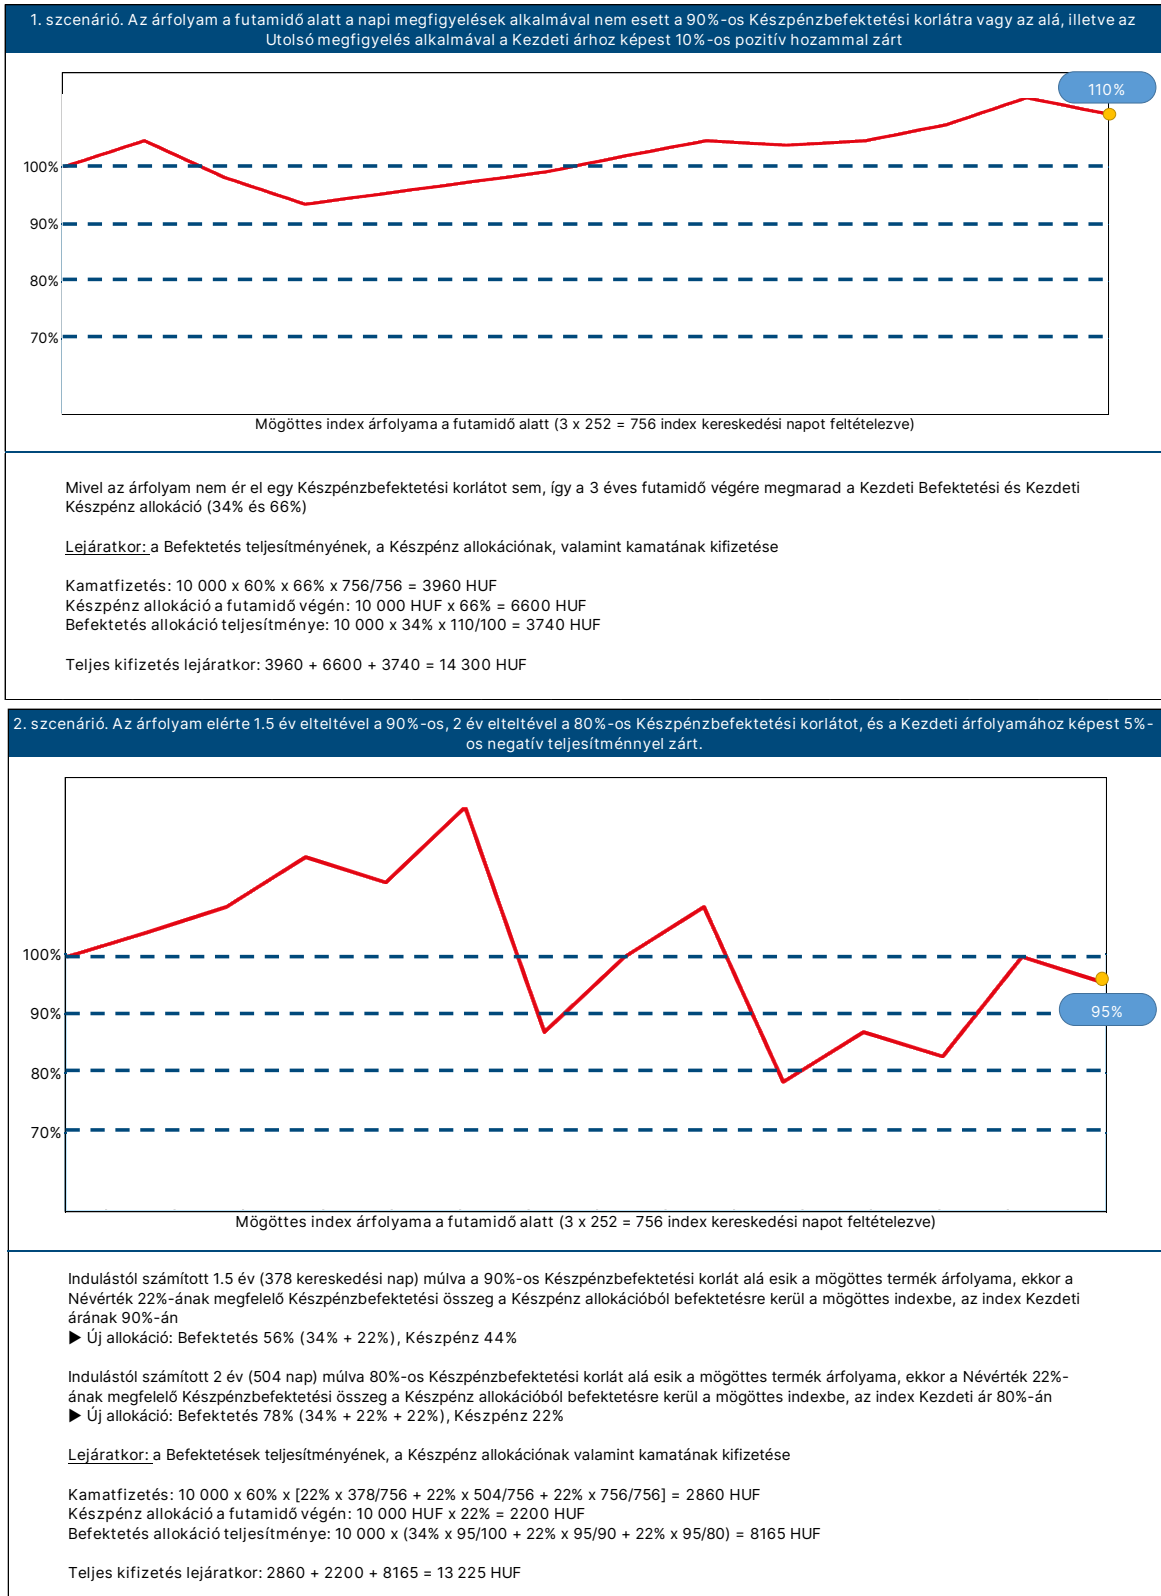 1. szcenárió. Az árfolyam a futamidő alatt a napi megfigyelések alkalmával nem esett a 90%-os Készpénzbefektetési korlátra vagy az alá, illetve az
Utolsó megfigyelés alkalmával a Kezdeti árhoz képest 10%-os pozitív hozammal zárt
110%
100%
90%
80%
70%
Mögöttes index árfolyama a futamidő alatt (3 x 252 = 756 index kereskedési napot feltételezve)
Mivel az árfolyam nem ér el egy Készpénzbefektetési korlátot sem, így a 3 éves futamidő végére megmarad a Kezdeti Befektetési és Kezdeti
Készpénz allokáció (34% és 66%)
Lejáratkor: a Befektetés teljesítményének, a Készpénz allokációnak, valamint kamatának kifizetése
Kamatfizetés: 10 000 x 60% x 66% x 756/756 = 3960 HUF
Készpénz allokáció a futamidő végén: 10 000 HUF x 66% = 6600 HUF
Befektetés allokáció teljesítménye: 10 000 x 34% x 110/100 = 3740 HUF
Teljes kifizetés lejáratkor: 3960 + 6600 + 3740 = 14 300 HUF
2. szcenárió. Az árfolyam elérte 1.5 év elteltével a 90%-os, 2 év elteltével a 80%-os Készpénzbefektetési korlátot, és a Kezdeti árfolyamához képest 5%-
os negatív teljesítménnyel zárt.
100%
90%
80%
70%
95%
Mögöttes index árfolyama a futamidő alatt (3 x 252 = 756 index kereskedési napot feltételezve)
Indulástól számított 1.5 év (378 kereskedési nap) múlva a 90%-os Készpénzbefektetési korlát alá esik a mögöttes termék árfolyama, ekkor a
Névérték 22%-ának megfelelő Készpénzbefektetési összeg a Készpénz allokációból befektetésre kerül a mögöttes indexbe, az index Kezdeti
árának 90%-án
▶ Új allokáció: Befektetés 56% (34% + 22%), Készpénz 44%
Indulástól számított 2 év (504 nap) múlva 80%-os Készpénzbefektetési korlát alá esik a mögöttes termék árfolyama, ekkor a Névérték 22%-
ának megfelelő Készpénzbefektetési összeg a Készpénz allokációból befektetésre kerül a mögöttes indexbe, az index Kezdeti ár 80%-án
▶ Új allokáció: Befektetés 78% (34% + 22% + 22%), Készpénz 22%
Lejáratkor: a Befektetések teljesítményének, a Készpénz allokációnak valamint kamatának kifizetése
Kamatfizetés: 10 000 x 60% x [22% x 378/756 + 22% x 504/756 + 22% x 756/756] = 2860 HUF
Készpénz allokáció a futamidő végén: 10 000 HUF x 22% = 2200 HUF
Befektetés allokáció teljesítménye: 10 000 x (34% x 95/100 + 22% x 95/90 + 22% x 95/80) = 8165 HUF
Teljes kifizetés lejáratkor: 2860 + 2200 + 8165 = 13 225 HUF